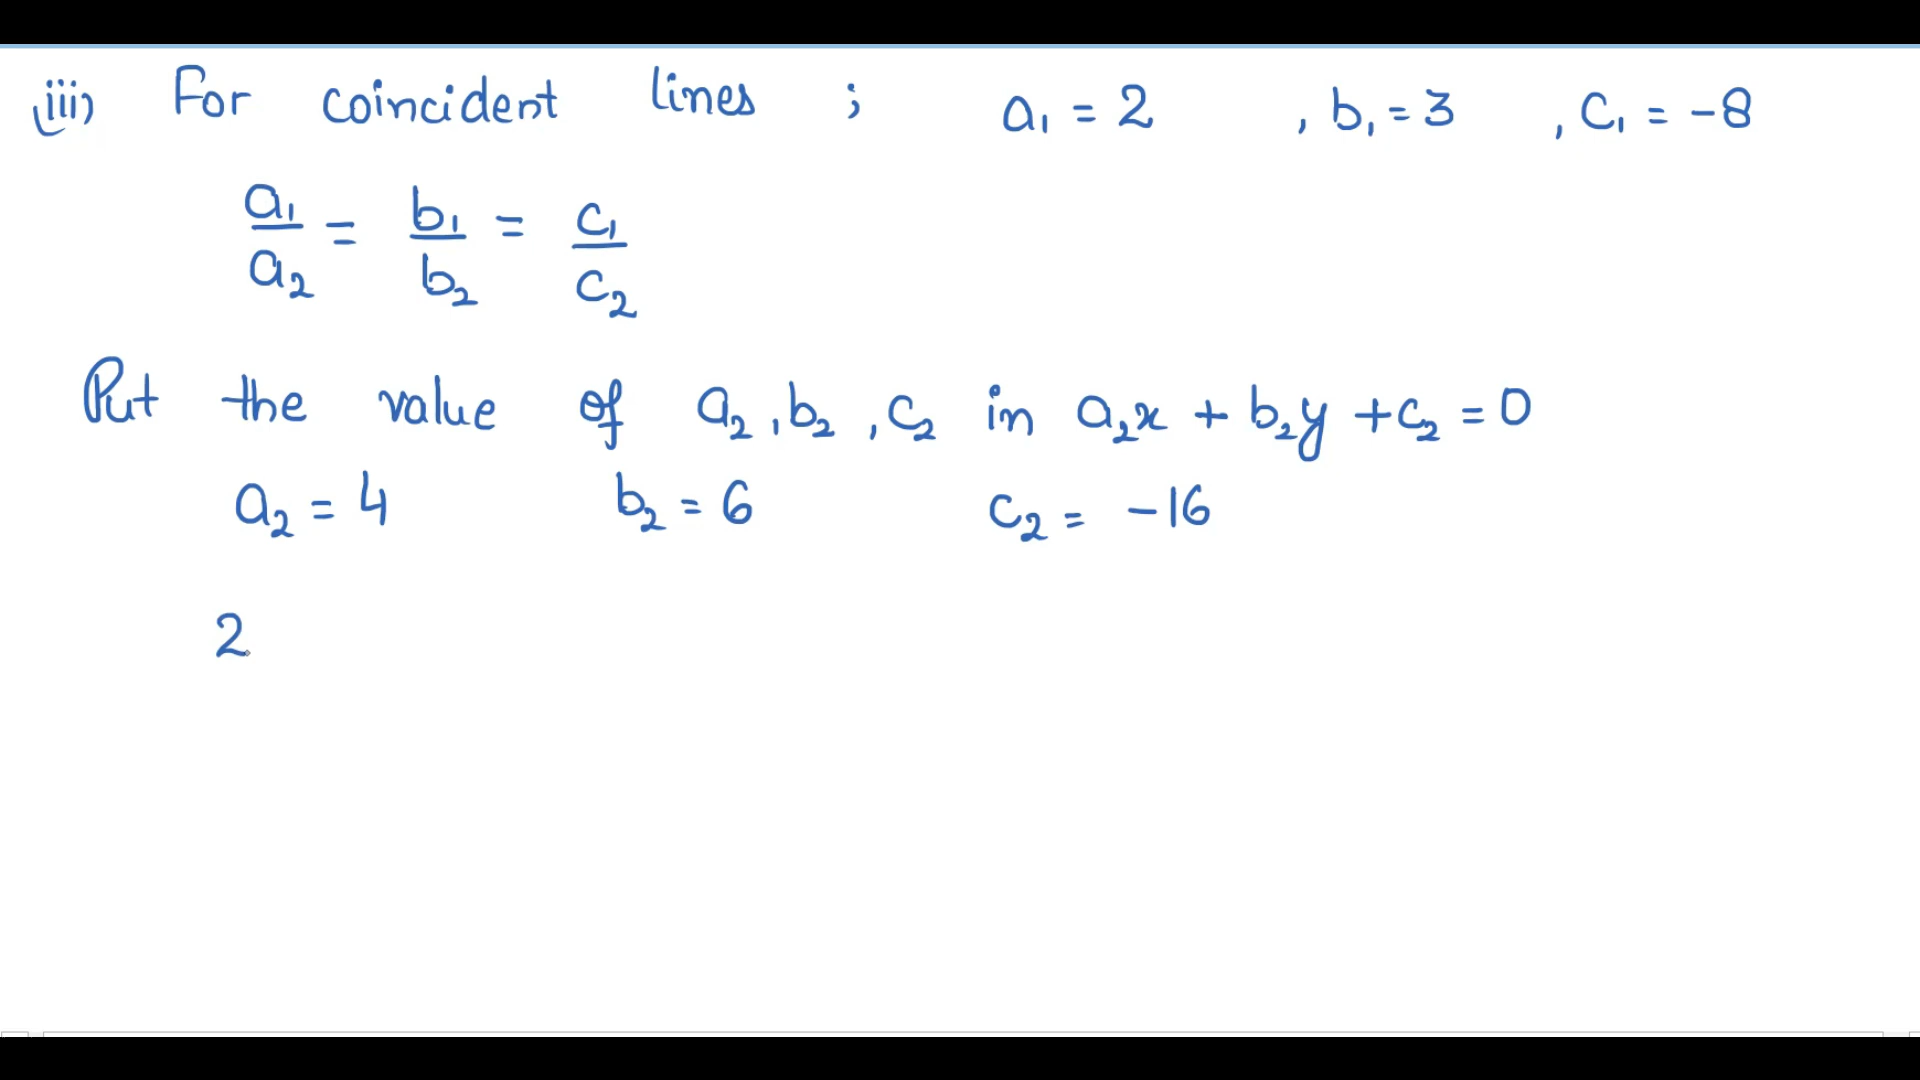 (iii) For coincident lines ; a₁ = 2 , b₁ = 3 , c₁ = -8
a₁/a₂ = b₁/b₂ = c₁/c₂
Put the value of a₂ , b₂ , c₂ in a₂x + b₂y + c₂ = 0
a₂ = 4 b₂ = 6 c₂ = -16
2